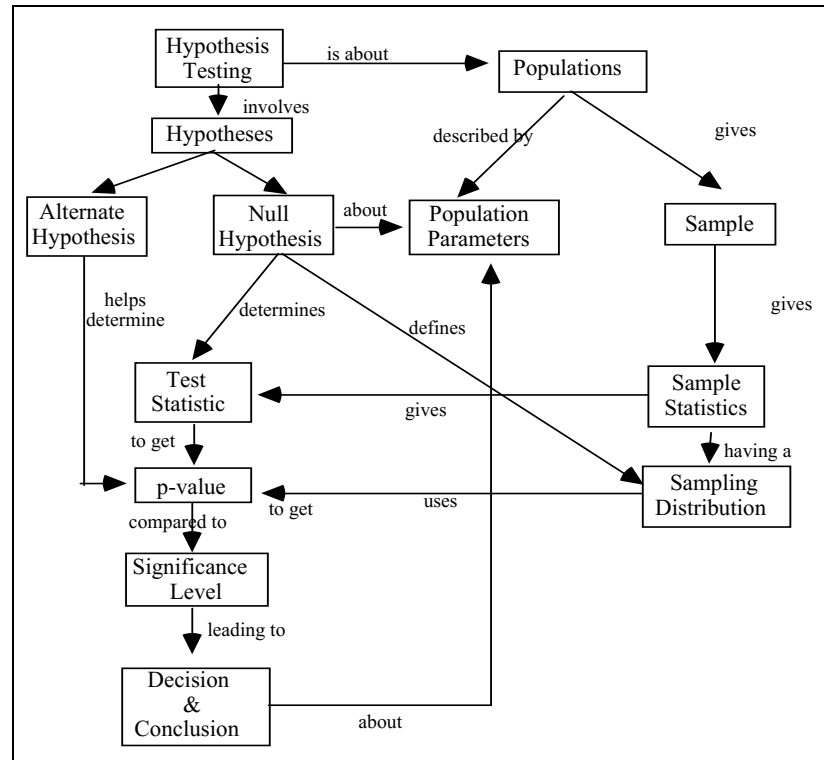 Hypothesis
Testing
is about
Populations
involves
Hypotheses
described by
gives
Alternate
Hypothesis
Null
Hypothesis
about
Population
Parameters
Sample
helps
determine
determines
defines
gives
Test
Statistic
gives
Sample
Statistics
to get
having a
p-value
to get
uses
Sampling
Distribution
compared to
Significance
Level
leading to
Decision
&
Conclusion
about